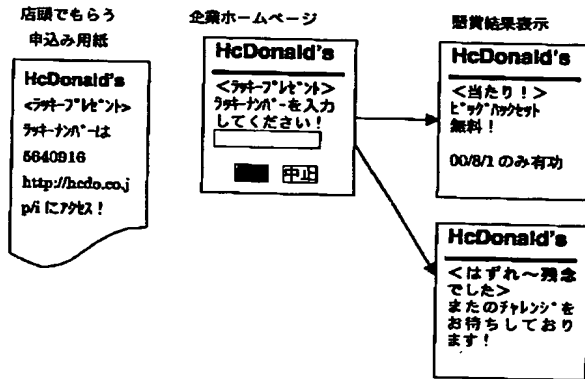 店頭でもらう
申込み用紙
HcDonald's
<ラッキープレゼント>
ラッキーナンバーは
5640916
http://hcdo.co.j
p/i にアクセス！
企業ホームページ
HcDonald's
<ラッキープレゼント>
ラッキーナンバーを入力
してください！
中止
懸賞結果表示
HcDonald's
<当たり！>
ビッグハックセット
無料！
00/8/1 のみ有効
HcDonald's
<はずれ～残念
でした>
またのチャレンジを
お待ちしており
ます！